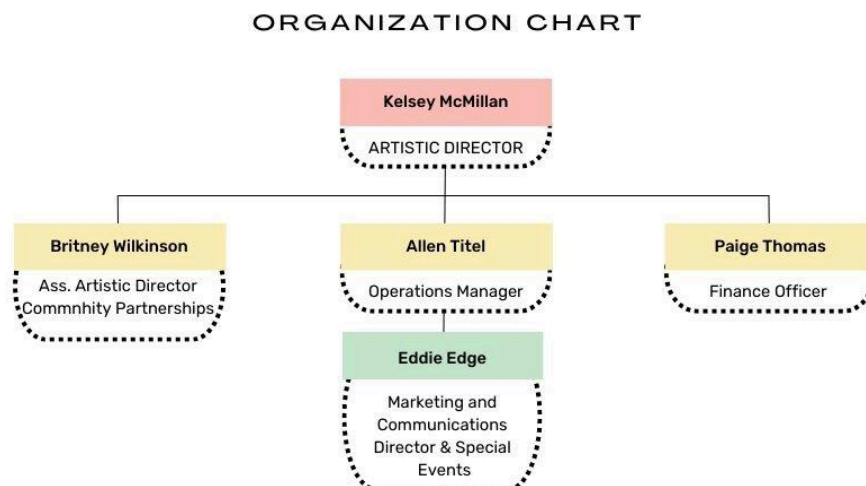 ORGANIZATION CHART
Kelsey McMillan
ARTISTIC DIRECTOR
Britney Wilkinson
Ass. Artistic Director
Commnhity Partnerships
Allen Titel
Operations Manager
Paige Thomas
Finance Officer
Eddie Edge
Marketing and
Communications
Director & Special
Events